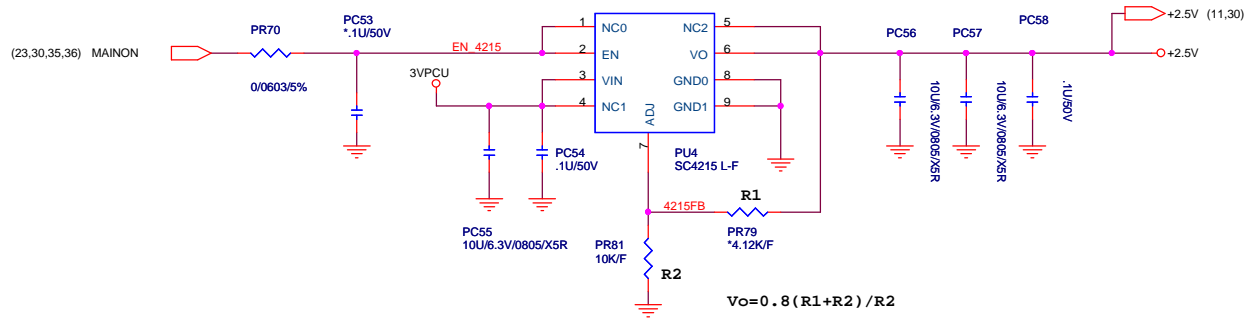 (23,30,35,36) MAINON
PR70
0/0603/5%
PC53
*.1U/50V
EN_4215
3VPCU
PC55
10U/6.3V/0805/X5R
PC54
.1U/50V
1
2
3
4
NC0
EN
VIN
NC1
ADJ
7
NC2
VO
GND0
GND1
5
6
8
9
PU4
SC4215 L-F
4215FB
R1
PR79
*4.12K/F
PR81
10K/F
R2
Vo=0.8(R1+R2)/R2
PC56
10U/6.3V/0805/X5R
PC57
10U/6.3V/0805/X5R
PC58
.1U/50V
+2.5V (11,30)
+2.5V